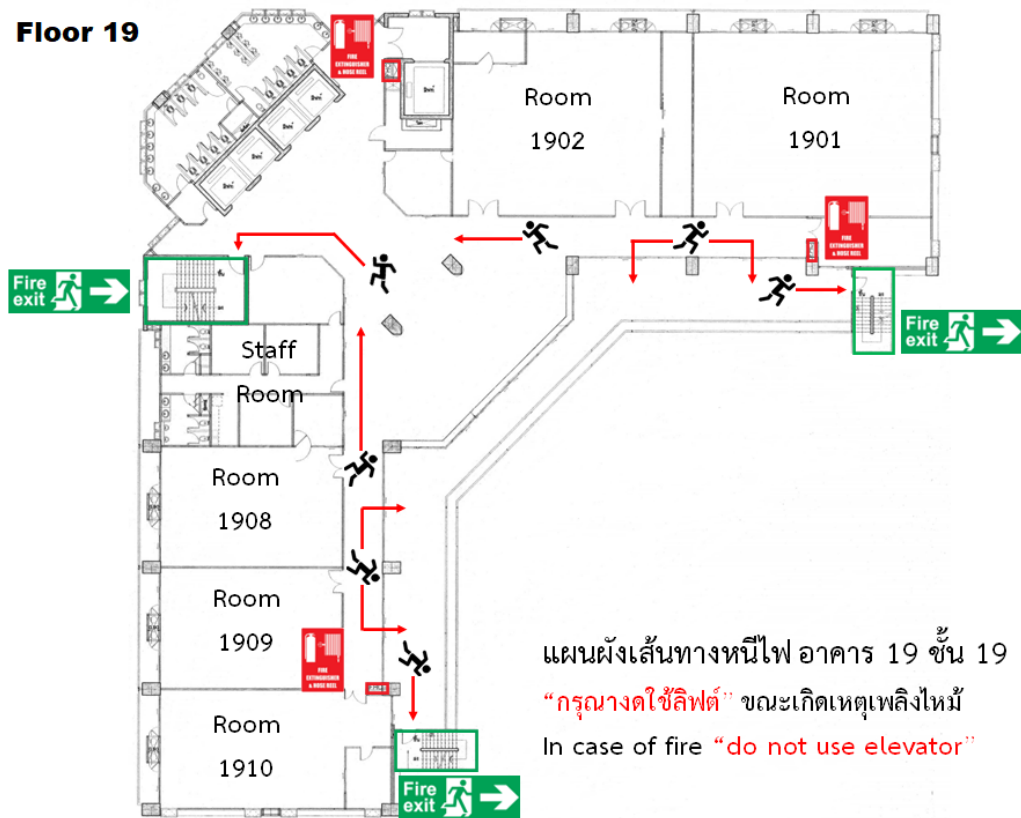 Floor 19
FIRE
EXTINGUISHER
& HOSE REEL
Room
1902
Room
1901
FIRE
EXTINGUISHER
& HOSE REEL
Fire
exit
Fire
exit
Staff
Room
Room
1908
Room
1909
FIRE
EXTINGUISHER
& HOSE REEL
Room
1910
Fire
exit
แผนผังเส้นทางหนีไฟ อาคาร 19 ชั้น 19
“กรุณางดใช้ลิฟต์” ขณะเกิดเหตุเพลิงไหม้
In case of fire “do not use elevator”